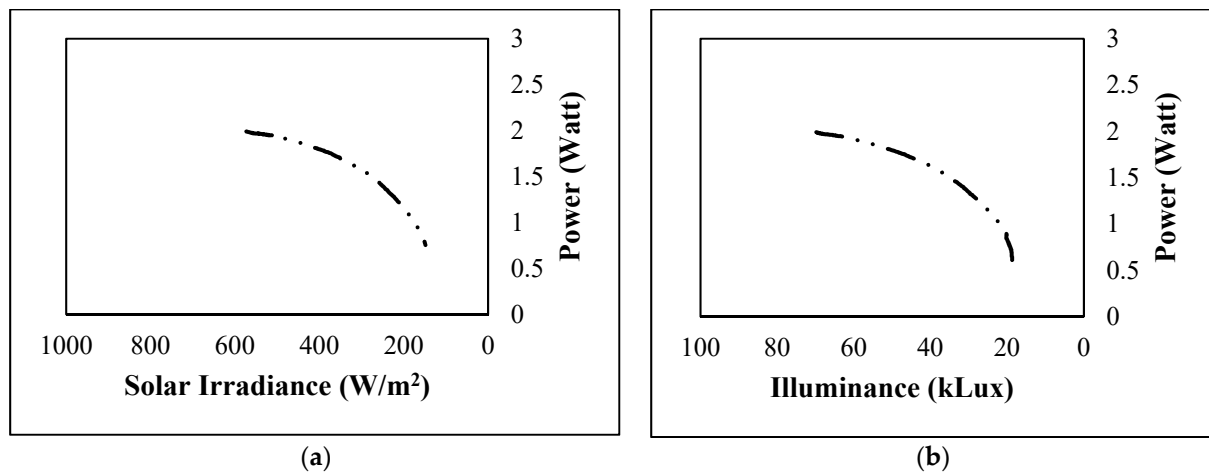 3
2.5
2
1.5
1
0.5
0
Power (Watt)
1000 800 600 400 200 0
Solar Irradiance (W/m²)
(a)
3
2.5
2
1.5
1
0.5
0
Power (Watt)
100 80 60 40 20 0
Illuminance (kLux)
(b)